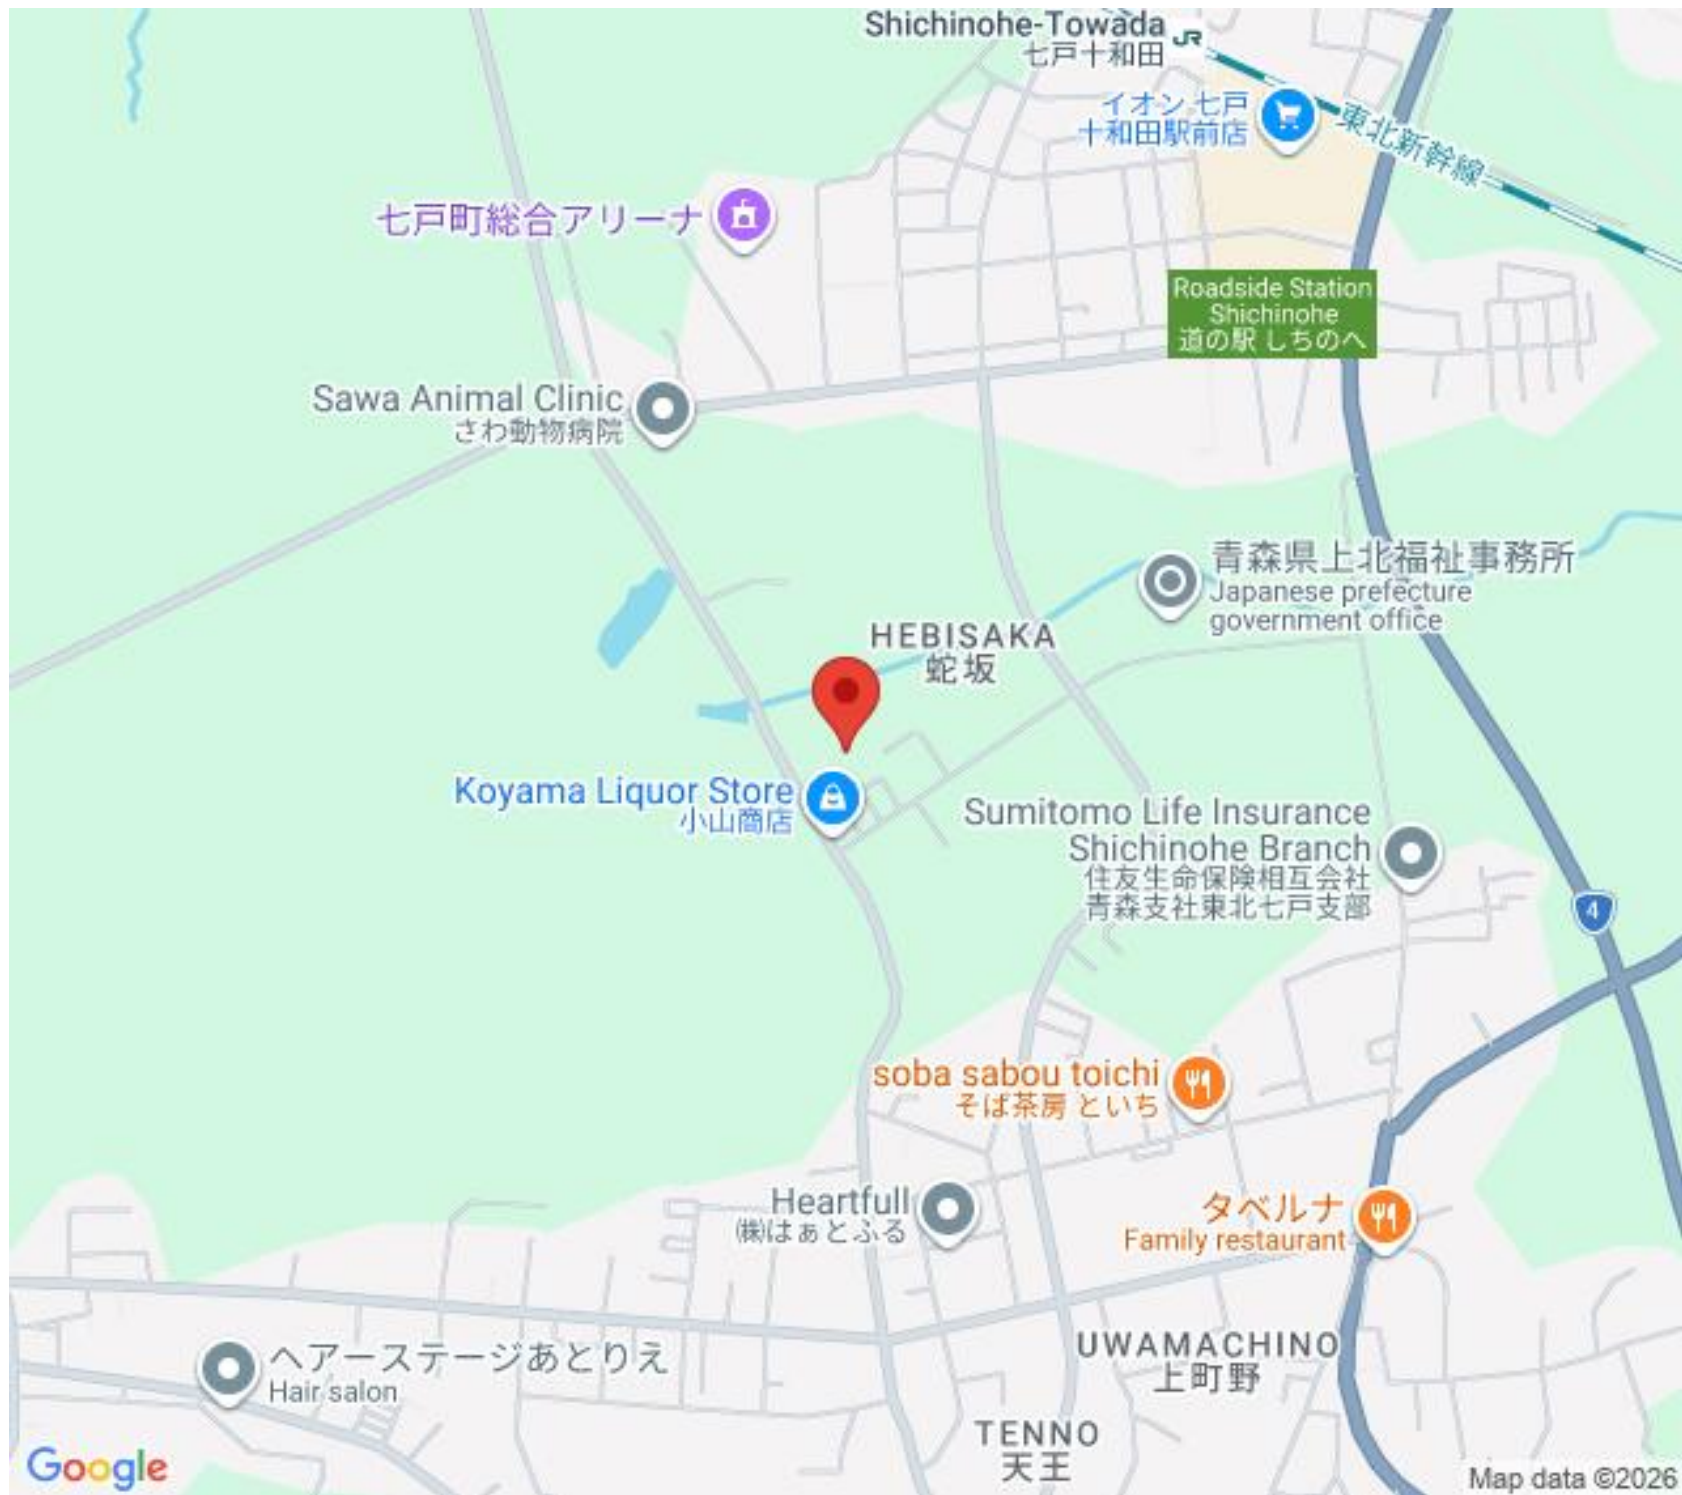 Shichinohe-Towada
七戸十和田
JR
イオン 七戸
十和田駅前店
東北新幹線
七戸町総合アリーナ
Roadside Station
Shichinohe
道の駅 しちのへ
Sawa Animal Clinic
さわ動物病院
青森県上北福祉事務所
Japanese prefecture
government office
HEBISAKA
蛇坂
Koyama Liquor Store
小山商店
Sumitomo Life Insurance
Shichinohe Branch
住友生命保険相互会社
青森支社東北七戸支部
4
soba sabou toichi
そば茶房 といち
Heartfull
㈱はぁとふる
タベルナ
Family restaurant
UWAMACHINO
上町野
ヘアーステージあとりえ
Hair salon
TENNO
天王
Google
Map data ©2026